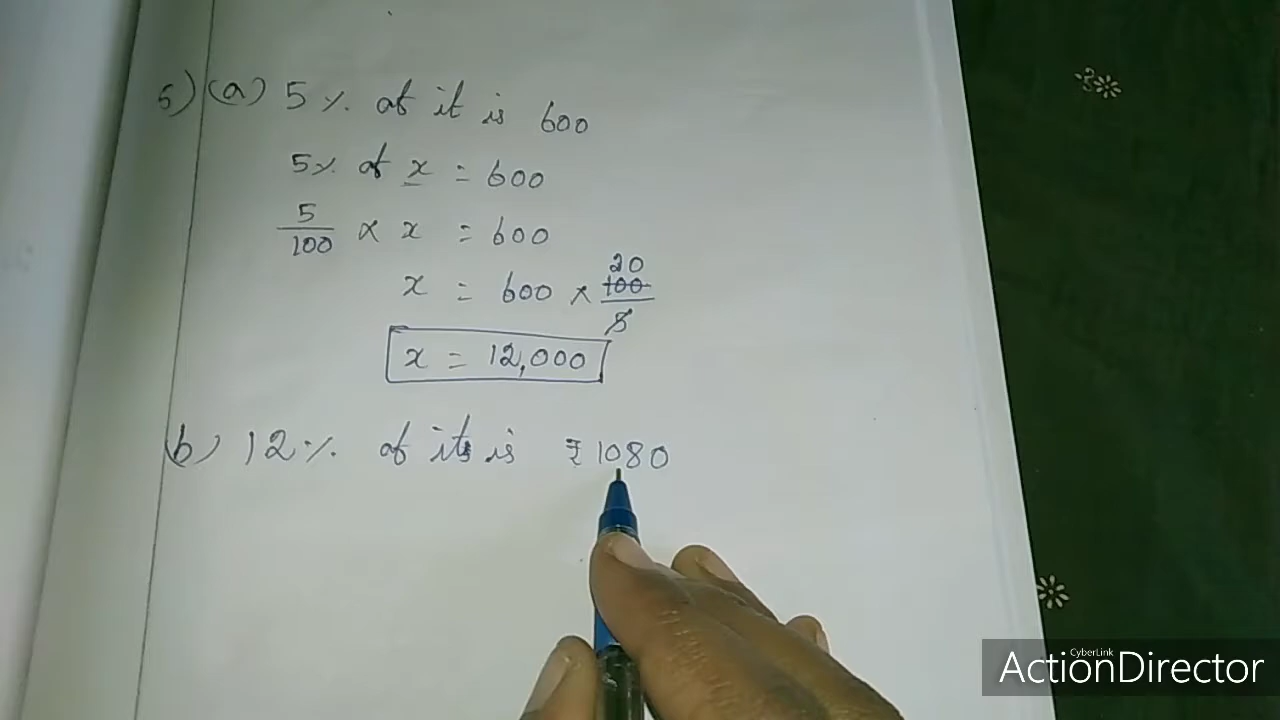 5) (a) 5 % of it is 600
5% of x = 600
5/100 × x = 600
x = 600 × 20 100/5
x = 12,000
(b) 12 % of it is ₹1080
CyberLink
ActionDirector